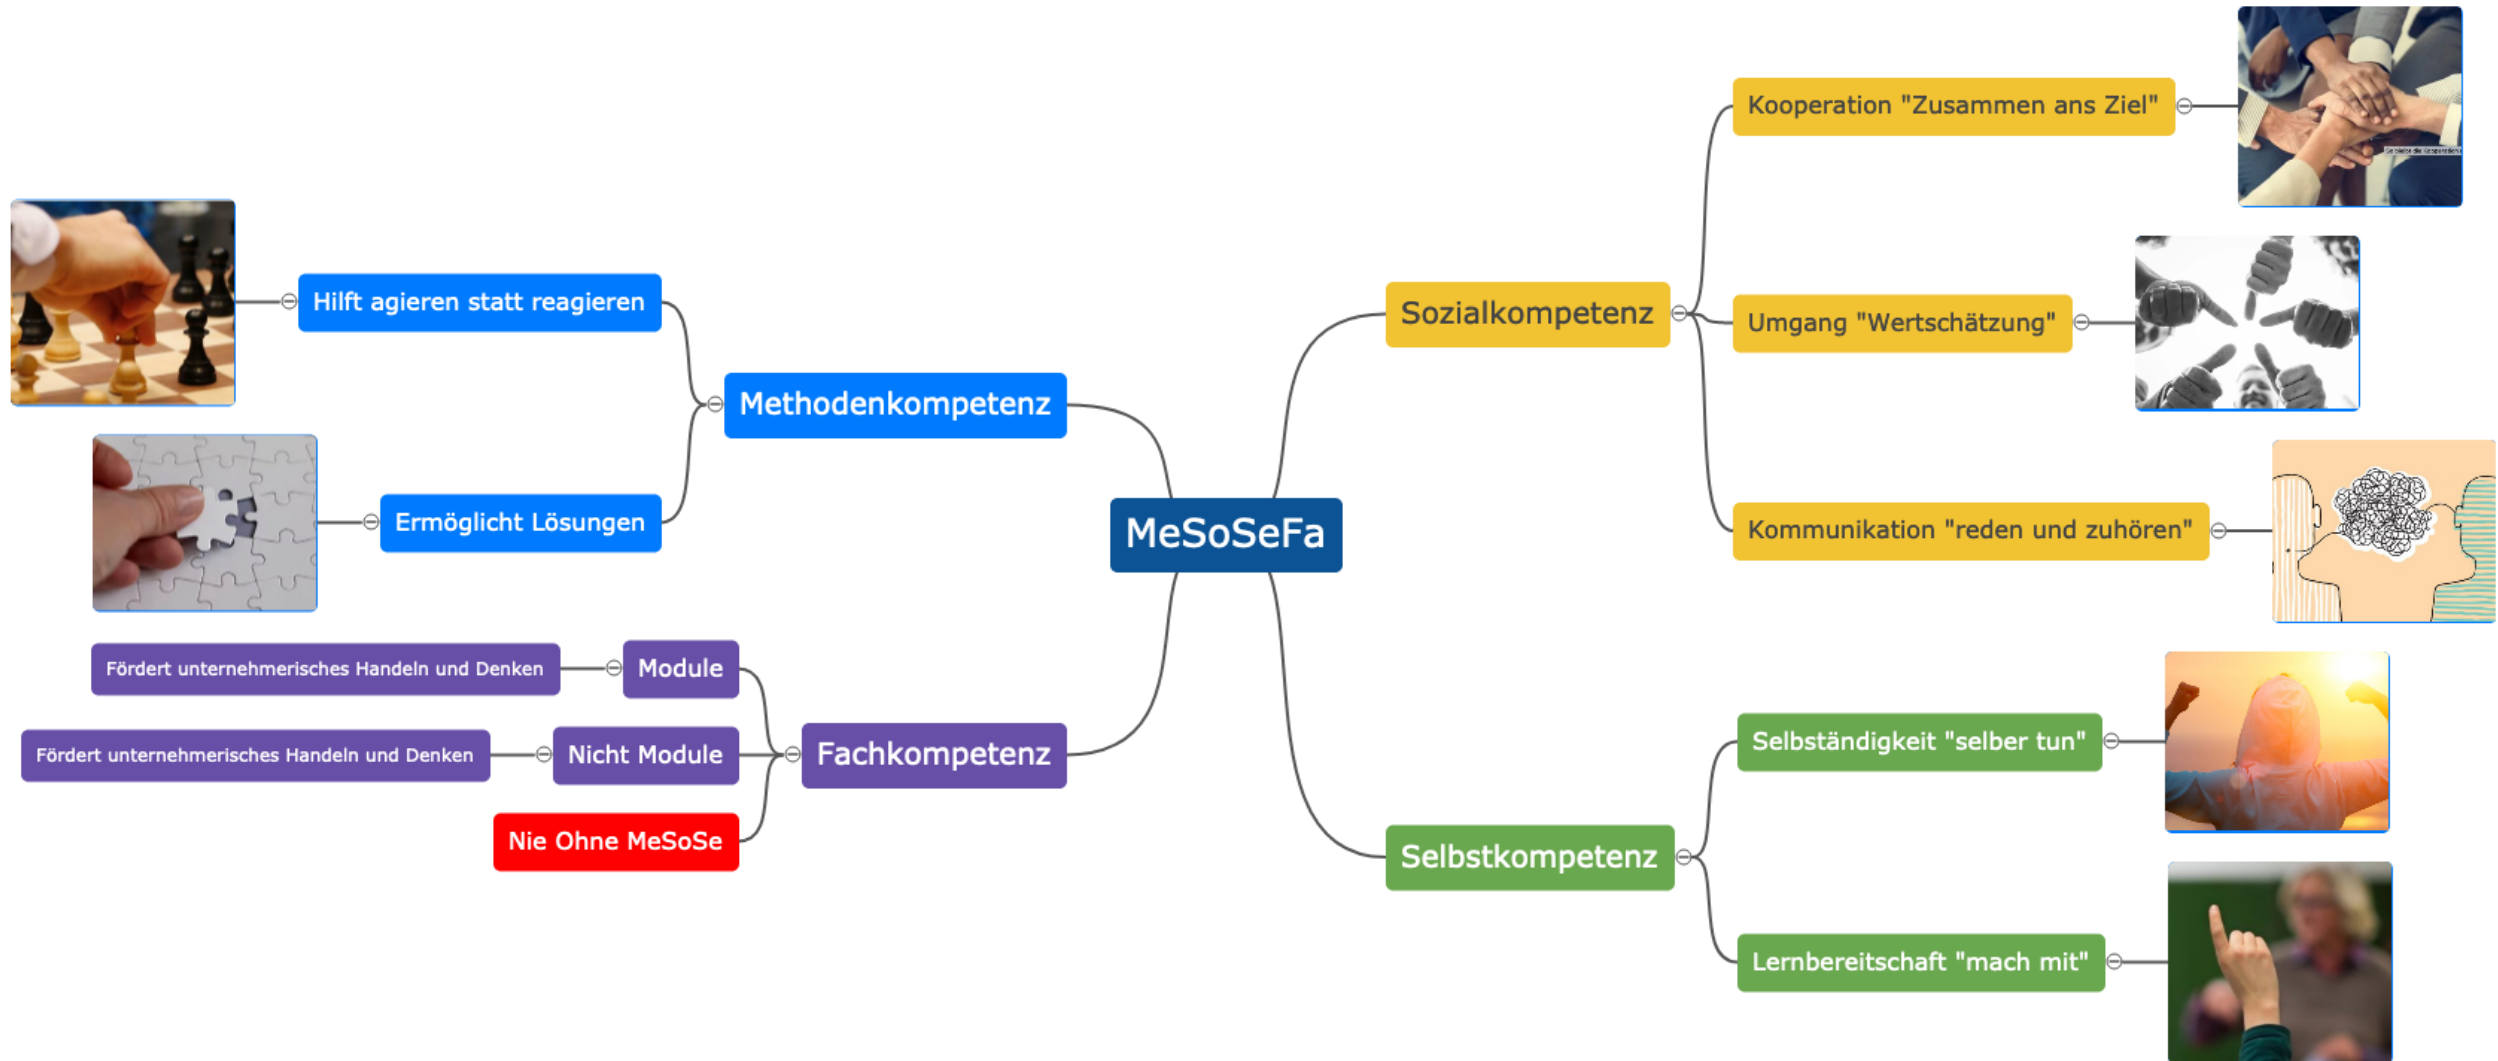 MeSoSeFa
Methodenkompetenz
Hilft agieren statt reagieren
Ermöglicht Lösungen
Fachkompetenz
Module
Fördert unternehmerisches Handeln und Denken
Nicht Module
Fördert unternehmerisches Handeln und Denken
Nie Ohne MeSoSe
Sozialkompetenz
Kooperation "Zusammen ans Ziel"
Umgang "Wertschätzung"
Kommunikation "reden und zuhören"
Selbstkompetenz
Selbständigkeit "selber tun"
Lernbereitschaft "mach mit"